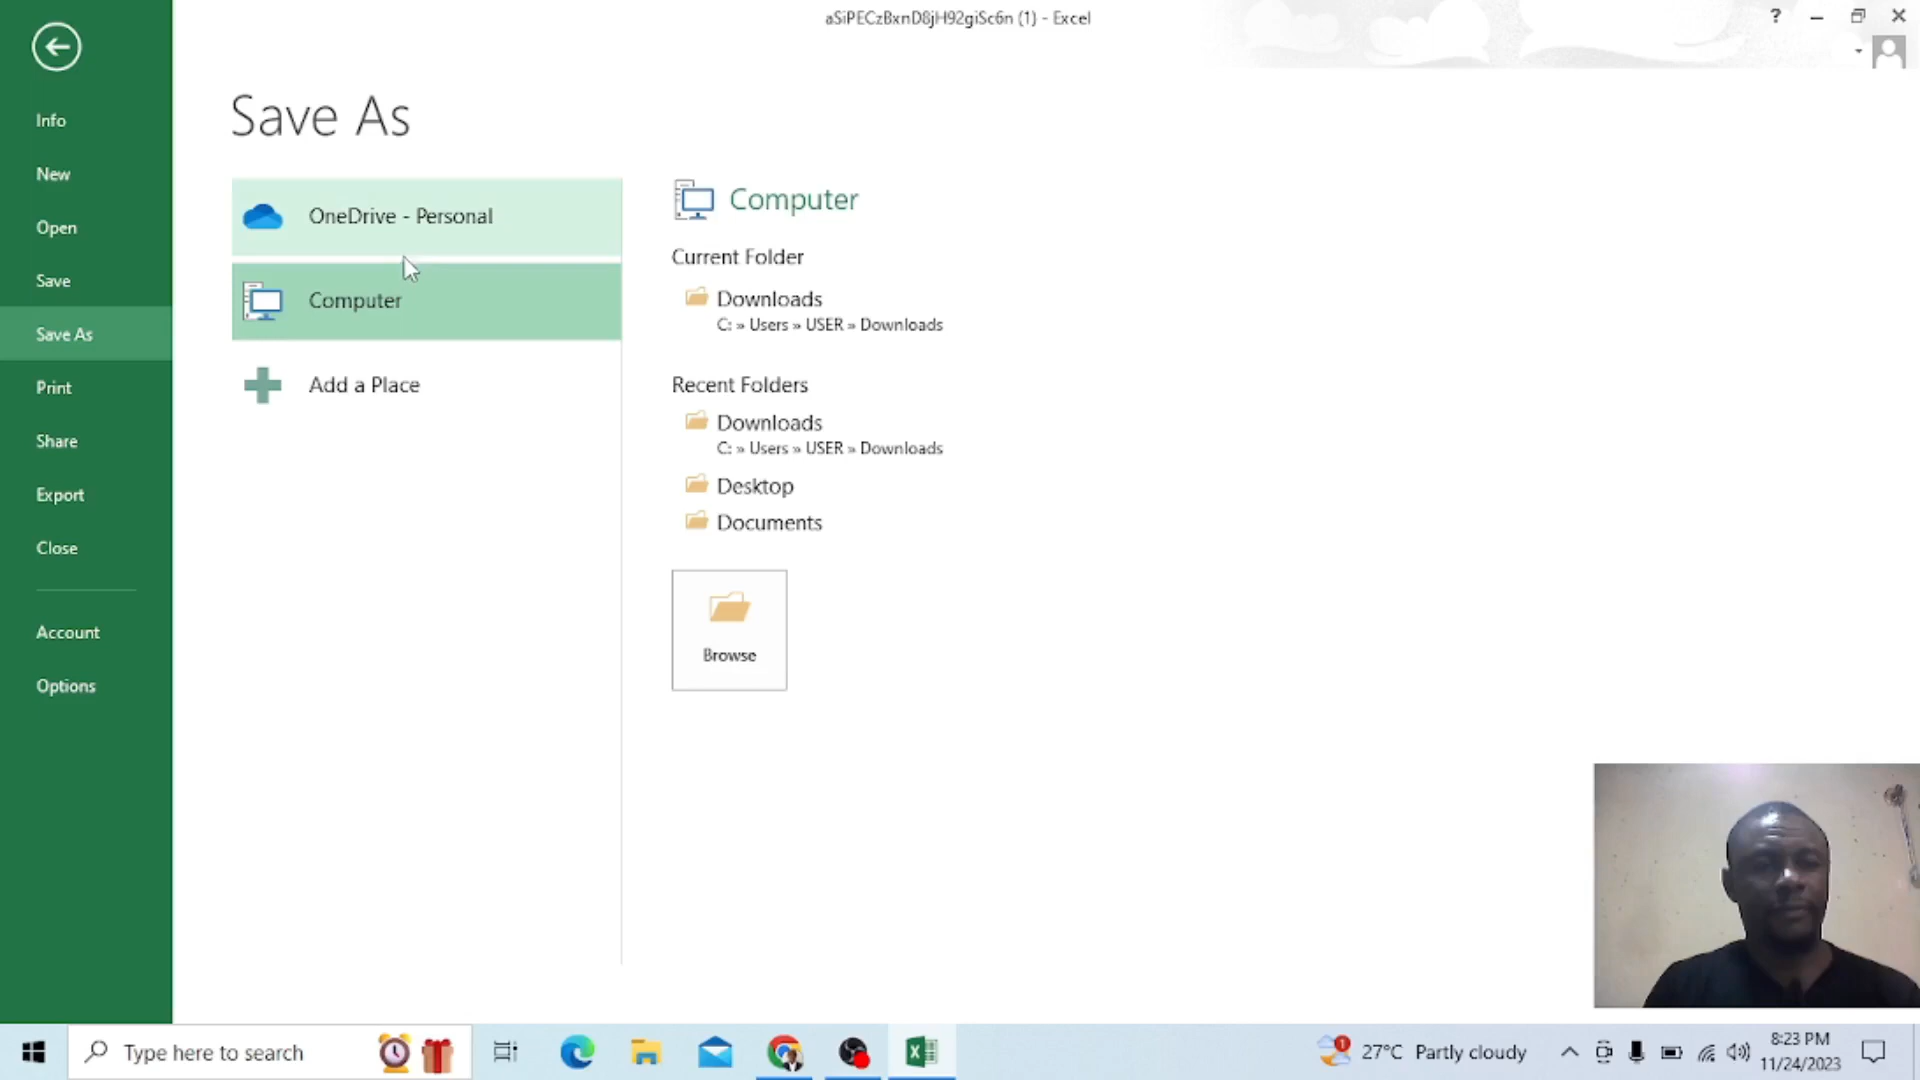 aSiPECzBxnD8jH92giSc6n (1) - Excel
?
Info
New
Open
Save
Save As
Print
Share
Export
Close
Account
Options
Save As
OneDrive - Personal
Computer
Add a Place
Computer
Current Folder
Downloads
C: » Users » USER » Downloads
Recent Folders
Downloads
C: » Users » USER » Downloads
Desktop
Documents
Browse
Type here to search
1
27°C Partly cloudy
8:23 PM
11/24/2023